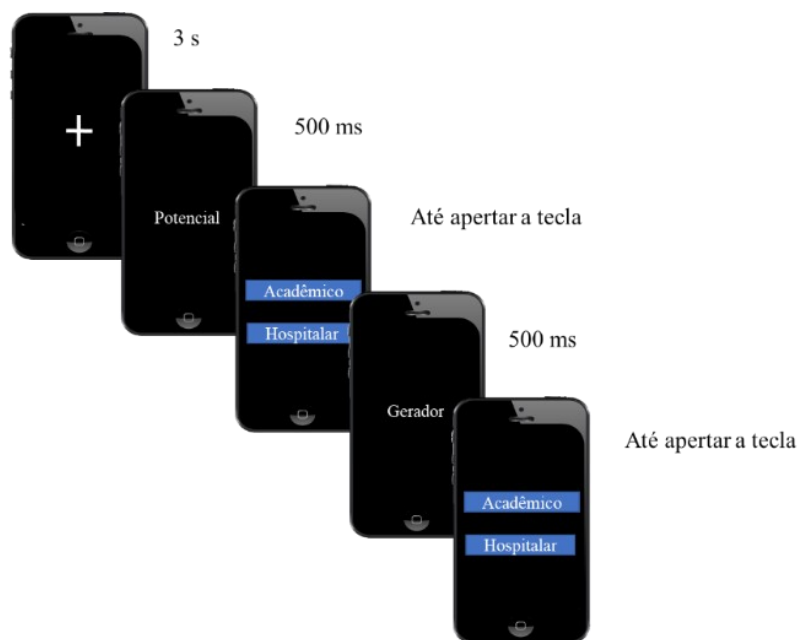 3 s
+
500 ms
Potencial
Até apertar a tecla
Acadêmico
Hospitalar
500 ms
Gerador
Até apertar a tecla
Acadêmico
Hospitalar